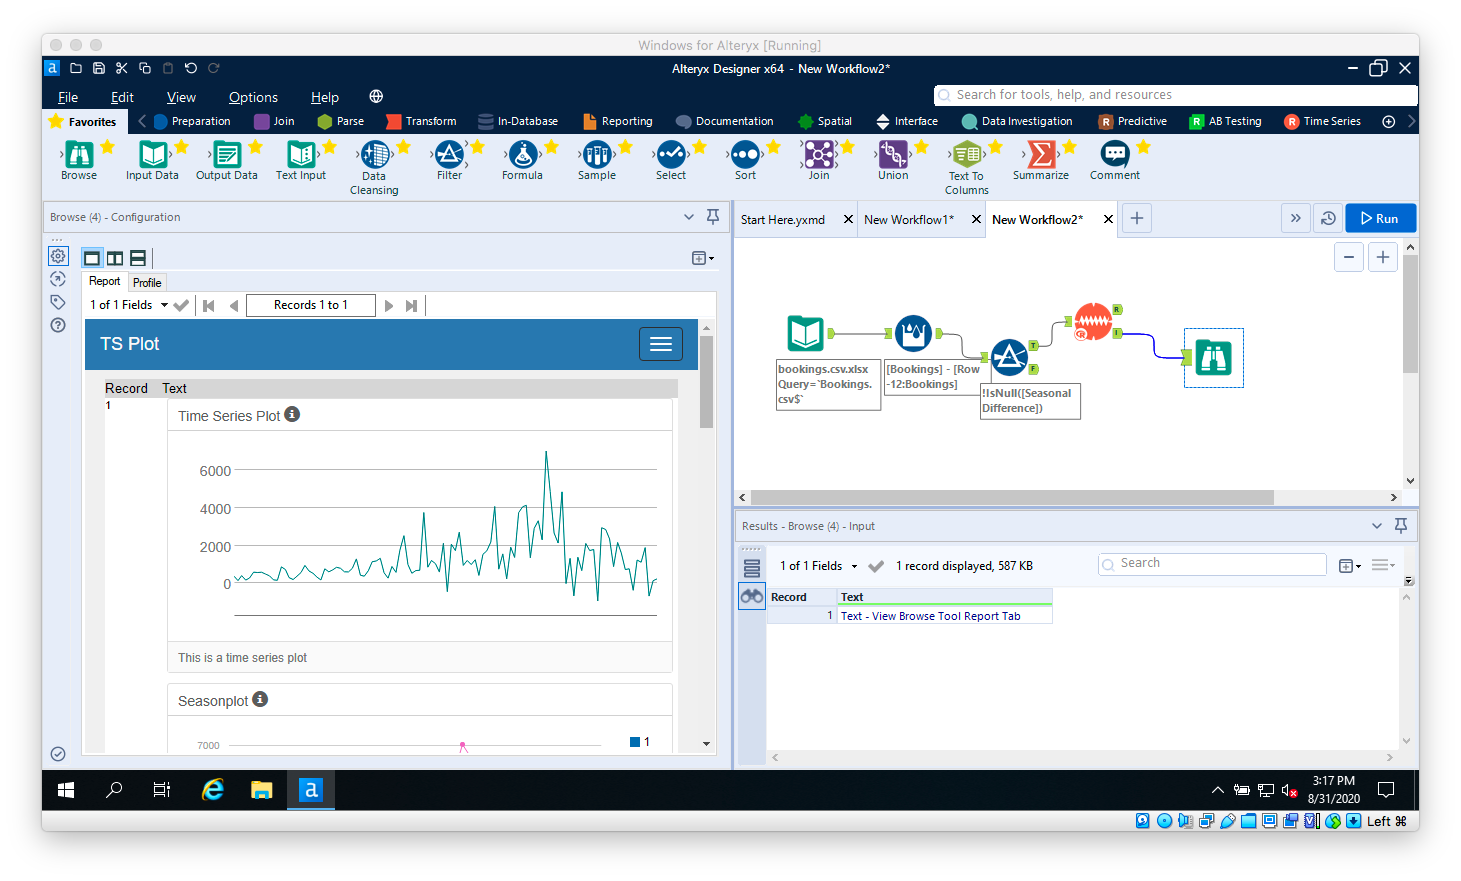 Windows for Alteryx [Running]
a
Alteryx Designer x64 - New Workflow2*
File Edit View Options Help
Search for tools, help, and resources
Favorites Preparation Join Parse Transform In-Database Reporting Documentation Spatial Interface Data Investigation Predictive AB Testing Time Series
Browse Input Data Output Data Text Input Data Cleansing Filter Formula Sample Select Sort Join Union Text To Columns Summarize Comment
Browse (4) - Configuration
Start Here.yxmd New Workflow1* New Workflow2* Run
Report Profile
1 of 1 Fields Records 1 to 1
TS Plot
Record Text
1
Time Series Plot
6000
4000
2000
0
This is a time series plot
Seasonplot
7000
1
R
I
T
F
bookings.csv.xlsx
Query=`Bookings.
csv$`
[Bookings] - [Row
-12:Bookings]
!IsNull([Seasonal
Difference])
Results - Browse (4) - Input
1 of 1 Fields 1 record displayed, 587 KB Search
Record Text
1 Text - View Browse Tool Report Tab
a
3:17 PM
8/31/2020
Left ⌘